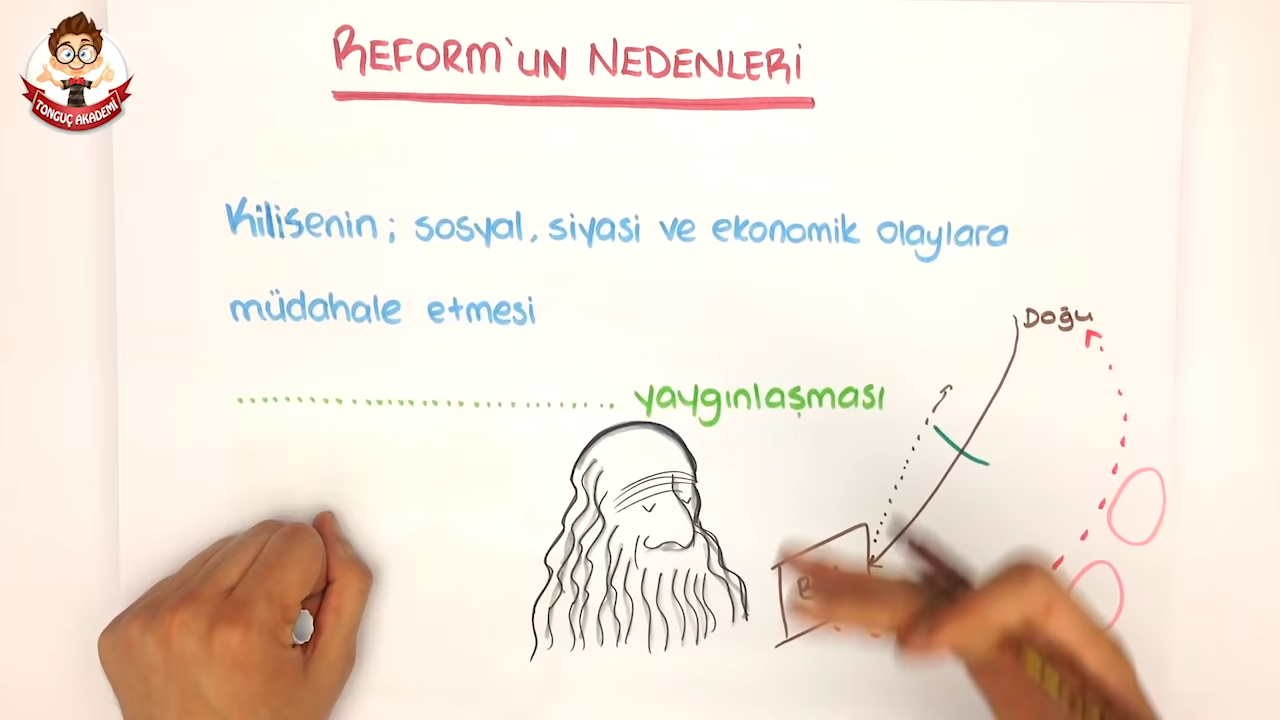 TONGUÇ AKADEMİ
REFORM'UN NEDENLERİ
Kilisenin; sosyal, siyasi ve ekonomik olaylara
müdahale etmesi
Doğu
.................................. yaygınlaşması